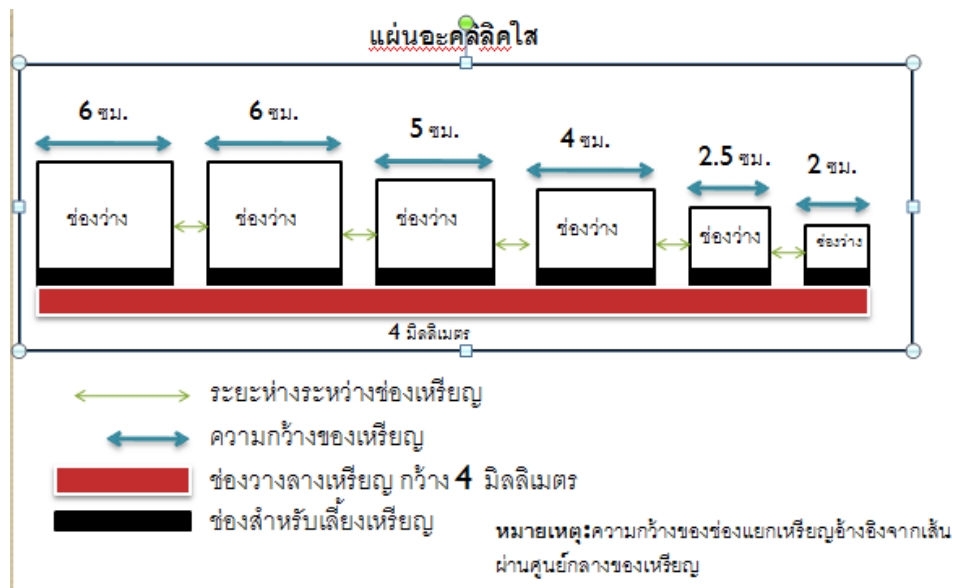 แผ่นอะคลิลิคใส
6 ซม. 6 ซม. 5 ซม. 4 ซม. 2.5 ซม. 2 ซม.
ช่องว่าง ช่องว่าง ช่องว่าง ช่องว่าง ช่องว่าง ช่องว่าง
4 มิลลิเมตร
ระยะห่างระหว่างช่องเหรียญ
ความกว้างของเหรียญ
ช่องวางลางเหรียญ กว้าง 4 มิลลิเมตร
ช่องสำหรับเลี้ยงเหรียญ
หมายเหตุ:ความกว้างของช่องแยกเหรียญอ้างอิงจากเส้น
ผ่านศูนย์กลางของเหรียญ